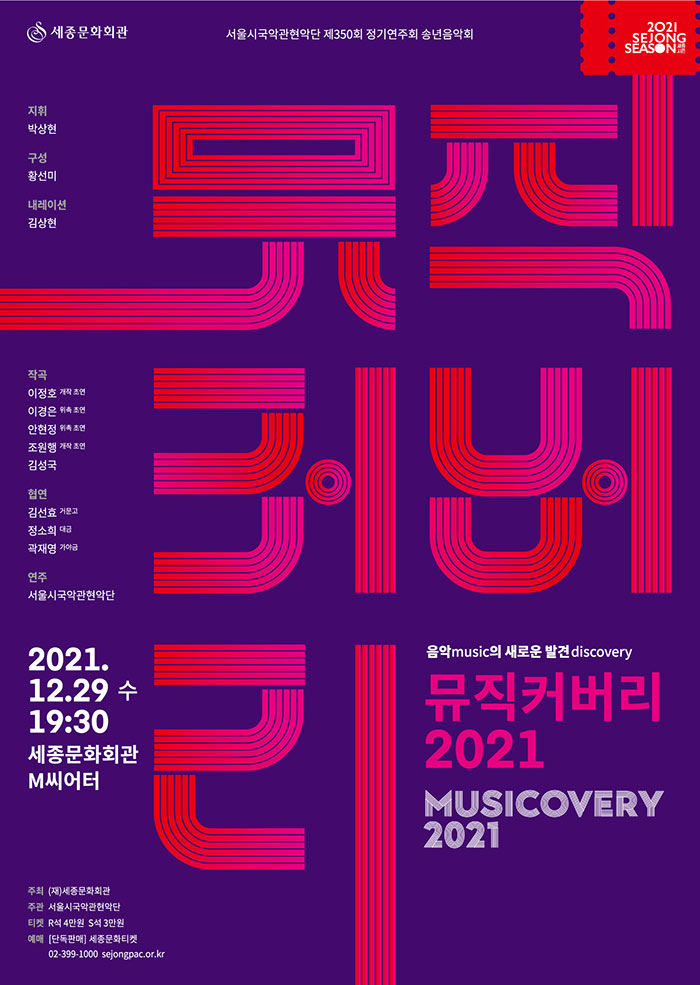 세종문화회관
서울시국악관현악단 제350회 정기연주회 송년음악회
2021
SEJONG
SEASON
지휘
박상현
구성
황선미
내레이션
김상현
뮤직
커버
리
작곡
이정호 개작 초연
이경은 위촉 초연
안현정 위촉 초연
조원행 개작 초연
김성국
협연
김선효 거문고
정소희 대금
곽재영 가야금
연주
서울시국악관현악단
2021.
12.29 수
19:30
세종문화회관
M씨어터
음악music의 새로운 발견discovery
뮤직커버리
2021
MUSICOVERY
2021
주최 (재)세종문화회관
주관 서울시국악관현악단
티켓 R석 4만원 S석 3만원
예매 [단독판매] 세종문화티켓
02-399-1000 sejongpac.or.kr